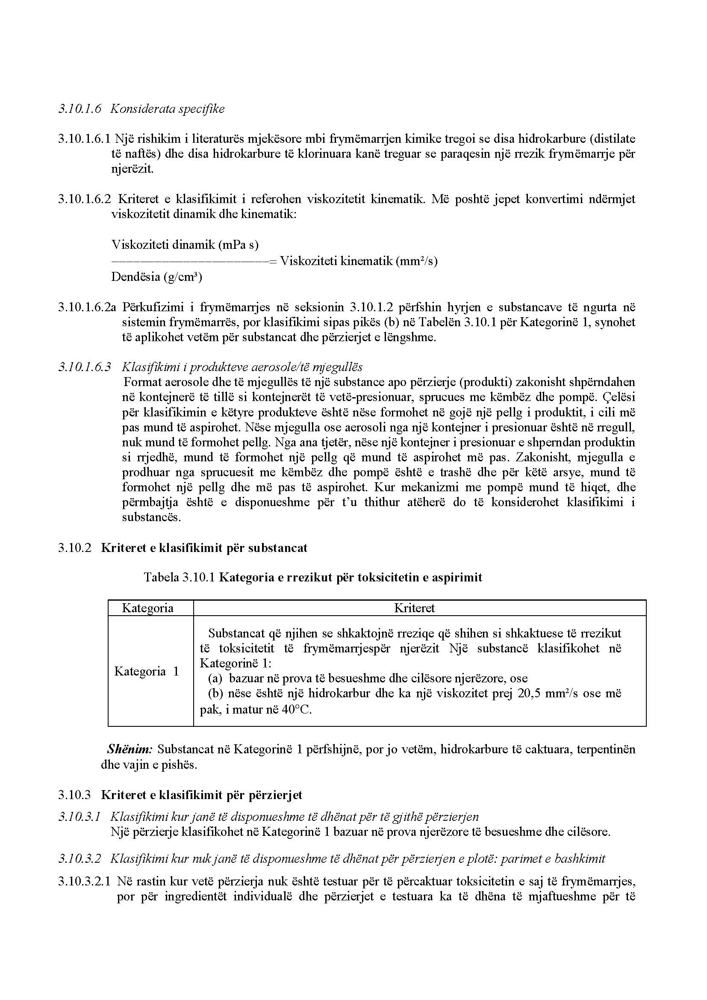 3.10.1.6 Konsiderata specifike
3.10.1.6.1 Një rishikim i literaturës mjekësore mbi frymëmarrjen kimike tregoi se disa hidrokarbure (distilate
të naftës) dhe disa hidrokarbure të klorinuara kanë treguar se paraqesin një rrezik frymëmarrje për
njerëzit.
3.10.1.6.2 Kriteret e klasifikimit i referohen viskozitetit kinematik. Më poshtë jepet konvertimi ndërmjet
viskozitetit dinamik dhe kinematik:
Viskoziteti dinamik (mPa s)
–––––––––––––––––––––––= Viskoziteti kinematik (mm²/s)
Dendësia (g/cm³)
3.10.1.6.2a Përkufizimi i frymëmarrjes në seksionin 3.10.1.2 përfshin hyrjen e substancave të ngurta në
sistemin frymëmarrës, por klasifikimi sipas pikës (b) në Tabelën 3.10.1 për Kategorinë 1, synohet
të aplikohet vetëm për substancat dhe përzierjet e lëngshme.
3.10.1.6.3 Klasifikimi i produkteve aerosole/të mjegullës
Format aerosole dhe të mjegullës të një substance apo përzierje (produkti) zakonisht shpërndahen
në kontejnerë të tillë si kontejnerët të vetë-presionuar, sprucues me këmbëz dhe pompë. Çelësi
për klasifikimin e këtyre produkteve është nëse formohet në gojë një pellg i produktit, i cili më
pas mund të aspirohet. Nëse mjegulla ose aerosoli nga një kontejner i presionuar është në rregull,
nuk mund të formohet pellg. Nga ana tjetër, nëse një kontejner i presionuar e shperndan produktin
si rrjedhë, mund të formohet një pellg që mund të aspirohet më pas. Zakonisht, mjegulla e
prodhuar nga sprucuesit me këmbëz dhe pompë është e trashë dhe për këtë arsye, mund të
formohet një pellg dhe më pas të aspirohet. Kur mekanizmi me pompë mund të hiqet, dhe
përmbajtja është e disponueshme për t’u thithur atëherë do të konsiderohet klasifikimi i
substancës.
3.10.2 Kriteret e klasifikimit për substancat
Tabela 3.10.1 Kategoria e rrezikut për toksicitetin e aspirimit
Kategoria Kriteret
Kategoria 1
Substancat që njihen se shkaktojnë rreziqe që shihen si shkaktuese të rrezikut
të toksicitetit të frymëmarrjespër njerëzit Një substancë klasifikohet në
Kategorinë 1:
(a) bazuar në prova të besueshme dhe cilësore njerëzore, ose
(b) nëse është një hidrokarbur dhe ka një viskozitet prej 20,5 mm²/s ose më
pak, i matur në 40°C.
Shënim: Substancat në Kategorinë 1 përfshijnë, por jo vetëm, hidrokarbure të caktuara, terpentinën
dhe vajin e pishës.
3.10.3 Kriteret e klasifikimit për përzierjet
3.10.3.1 Klasifikimi kur janë të disponueshme të dhënat për të gjithë përzierjen
Një përzierje klasifikohet në Kategorinë 1 bazuar në prova njerëzore të besueshme dhe cilësore.
3.10.3.2 Klasifikimi kur nuk janë të disponueshme të dhënat për përzierjen e plotë: parimet e bashkimit
3.10.3.2.1 Në rastin kur vetë përzierja nuk është testuar për të përcaktuar toksicitetin e saj të frymëmarrjes,
por për ingredientët individualë dhe përzierjet e testuara ka të dhëna të mjaftueshme për të